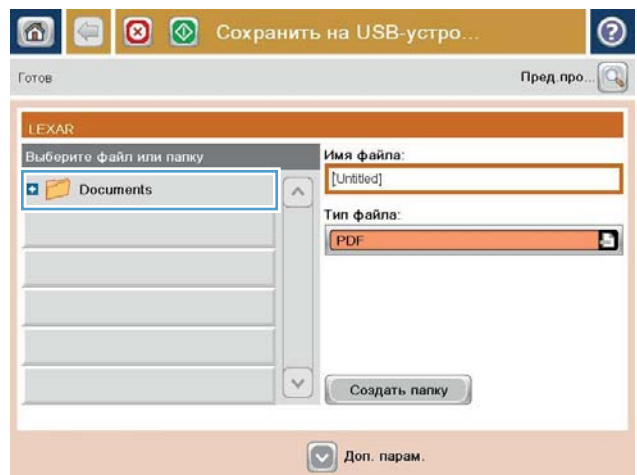 Сохранить на USB-устро...
Готов
Пред.про...
LEXAR
Выберите файл или папку
Documents
Имя файла:
[Untitled]
Тип файла:
PDF
Создать папку
Доп. парам.